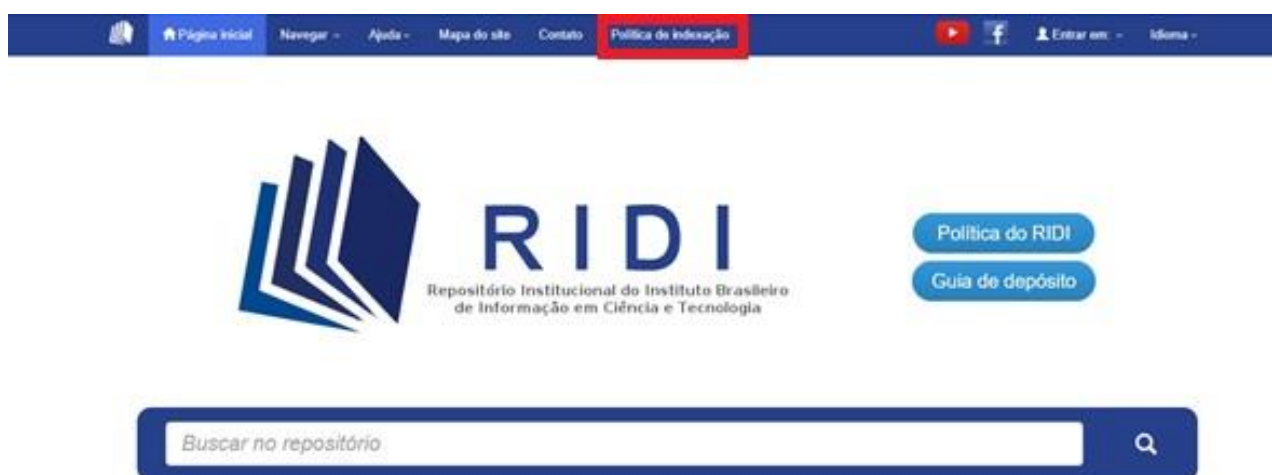 Página inicial Navegar Ajuda Mapa do site Contato Política de indexação Entrar em: Idioma
RIDI
Repositório Institucional do Instituto Brasileiro
de Informação em Ciência e Tecnologia
Política do RIDI
Guia de depósito
Buscar no repositório